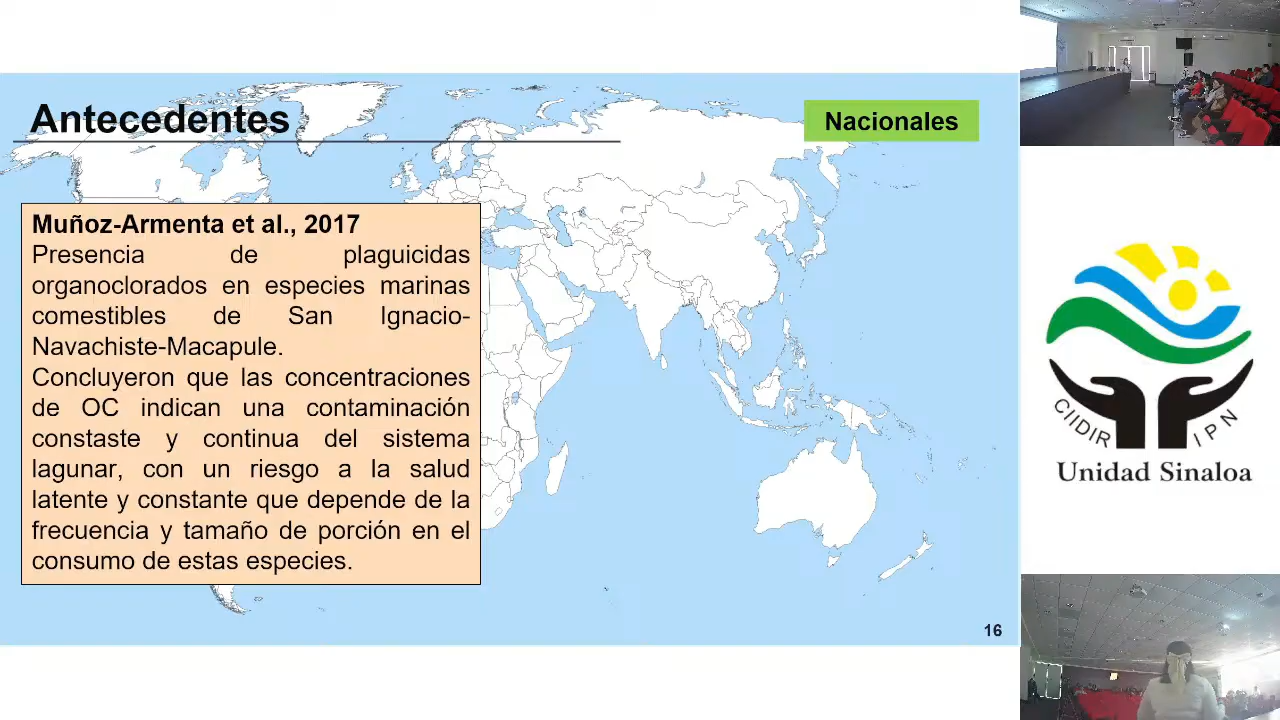 Antecedentes
Nacionales
Muñoz-Armenta et al., 2017
Presencia de plaguicidas
organoclorados en especies marinas
comestibles de San Ignacio-
Navachiste-Macapule.
Concluyeron que las concentraciones
de OC indican una contaminación
constaste y continua del sistema
lagunar, con un riesgo a la salud
latente y constante que depende de la
frecuencia y tamaño de porción en el
consumo de estas especies.
16
CIIDIR IPN
Unidad Sinaloa